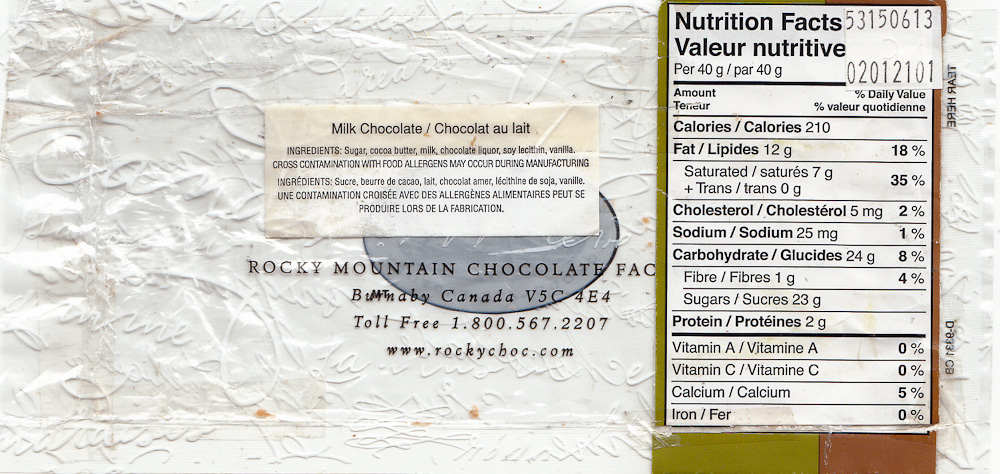 Milk Chocolate / Chocolat au lait
INGREDIENTS: Sugar, cocoa butter, milk, chocolate liquor, soy lecithin, vanilla.
CROSS CONTAMINATION WITH FOOD ALLERGENS MAY OCCUR DURING MANUFACTURING
INGRÉDIENTS: Sucre, beurre de cacao, lait, chocolat amer, lécithine de soja, vanille.
UNE CONTAMINATION CROISÉE AVEC DES ALLERGÈNES ALIMENTAIRES PEUT SE
PRODUIRE LORS DE LA FABRICATION.
ROCKY MOUNTAIN CHOCOLATE FAC
Burnaby Canada V5C 4E4
Toll Free 1.800.567.2207
www.rockychoc.com
Nutrition Facts
Valeur nutritive
Per 40 g / par 40 g
53150613
02012101
Amount % Daily Value
Teneur % valeur quotidienne
Calories / Calories 210
Fat / Lipides 12 g 18 %
Saturated / saturés 7 g
+ Trans / trans 0 g 35 %
Cholesterol / Cholestérol 5 mg 2 %
Sodium / Sodium 25 mg 1 %
Carbohydrate / Glucides 24 g 8 %
Fibre / Fibres 1 g 4 %
Sugars / Sucres 23 g
Protein / Protéines 2 g
Vitamin A / Vitamine A 0 %
Vitamin C / Vitamine C 0 %
Calcium / Calcium 5 %
Iron / Fer 0 %
TEAR HERE
D-9331 CB